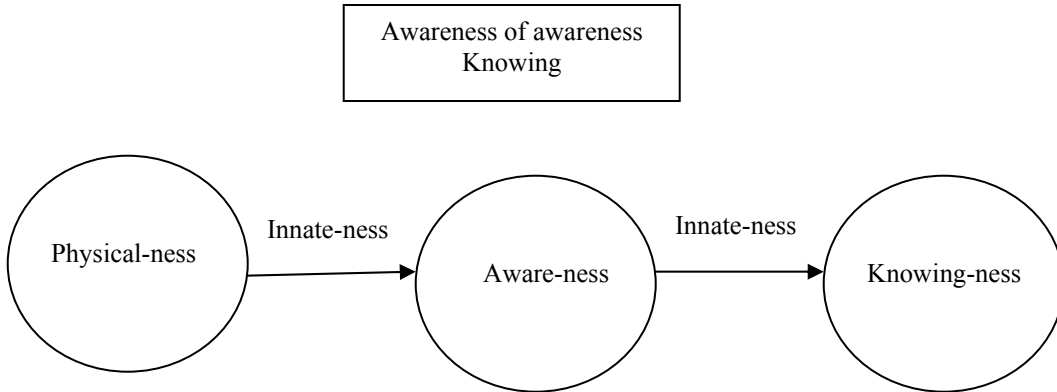 Awareness of awareness
Knowing
Innate-ness
Innate-ness
Physical-ness
Aware-ness
Knowing-ness